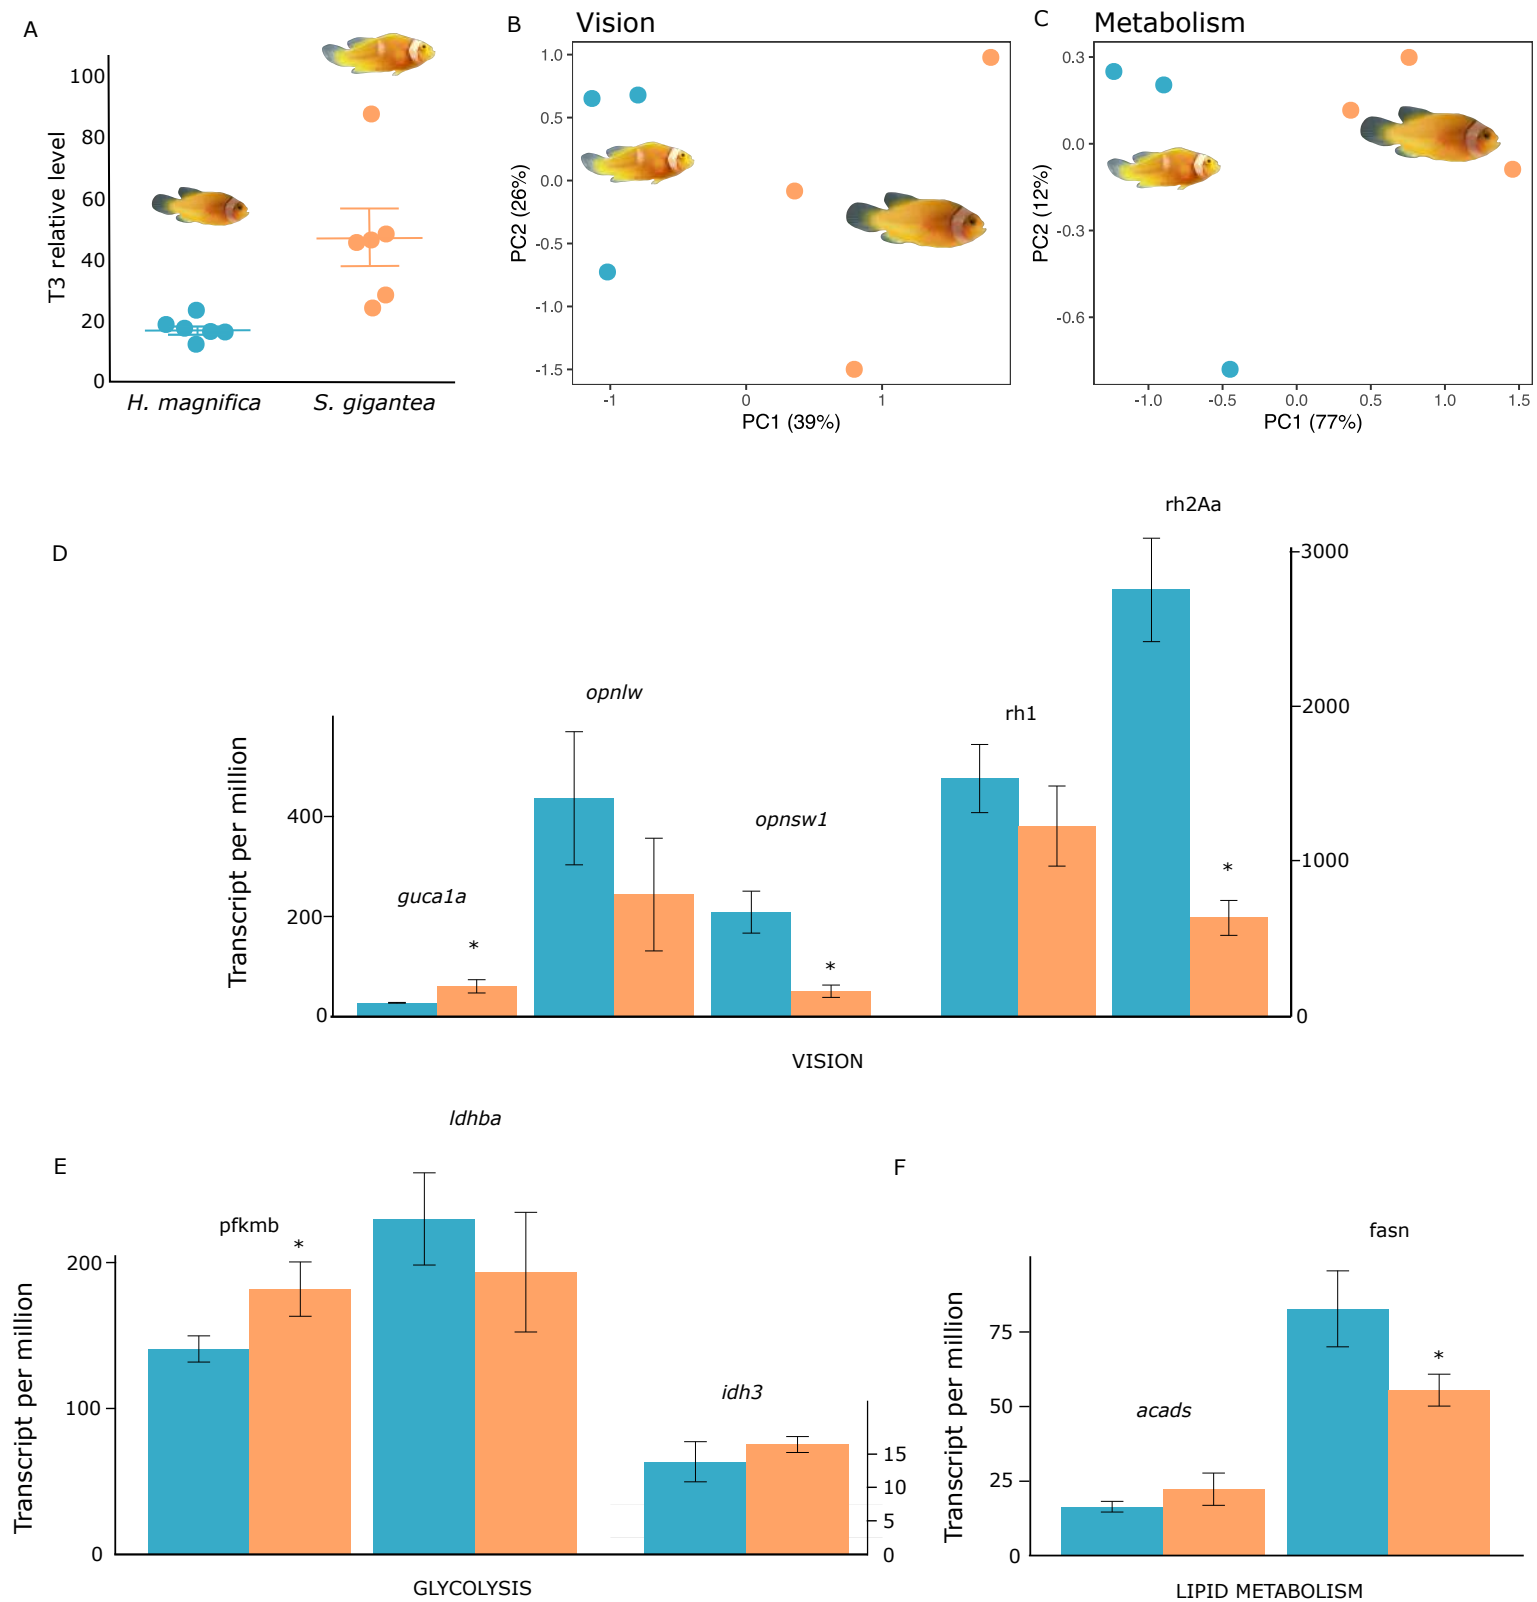 A
T3 relative level
100
80
60
40
20
0
H. magnifica
S. gigantea
B
Vision
PC2 (26%)
1.0
0.5
0.0
-0.5
-1.0
-1.5
-1
0
1
PC1 (39%)
C
Metabolism
PC2 (12%)
0.3
0.0
-0.3
-0.6
-1.0
-0.5
0.0
0.5
1.0
1.5
PC1 (77%)
D
Transcript per million
400
200
0
guca1a
*
opnlw
opnsw1
*
rh1
rh2Aa
*
3000
2000
1000
0
VISION
E
Transcript per million
200
100
0
pfkmb
*
ldhba
idh3
15
10
5
0
GLYCOLYSIS
F
Transcript per million
75
50
25
0
acads
fasn
*
LIPID METABOLISM